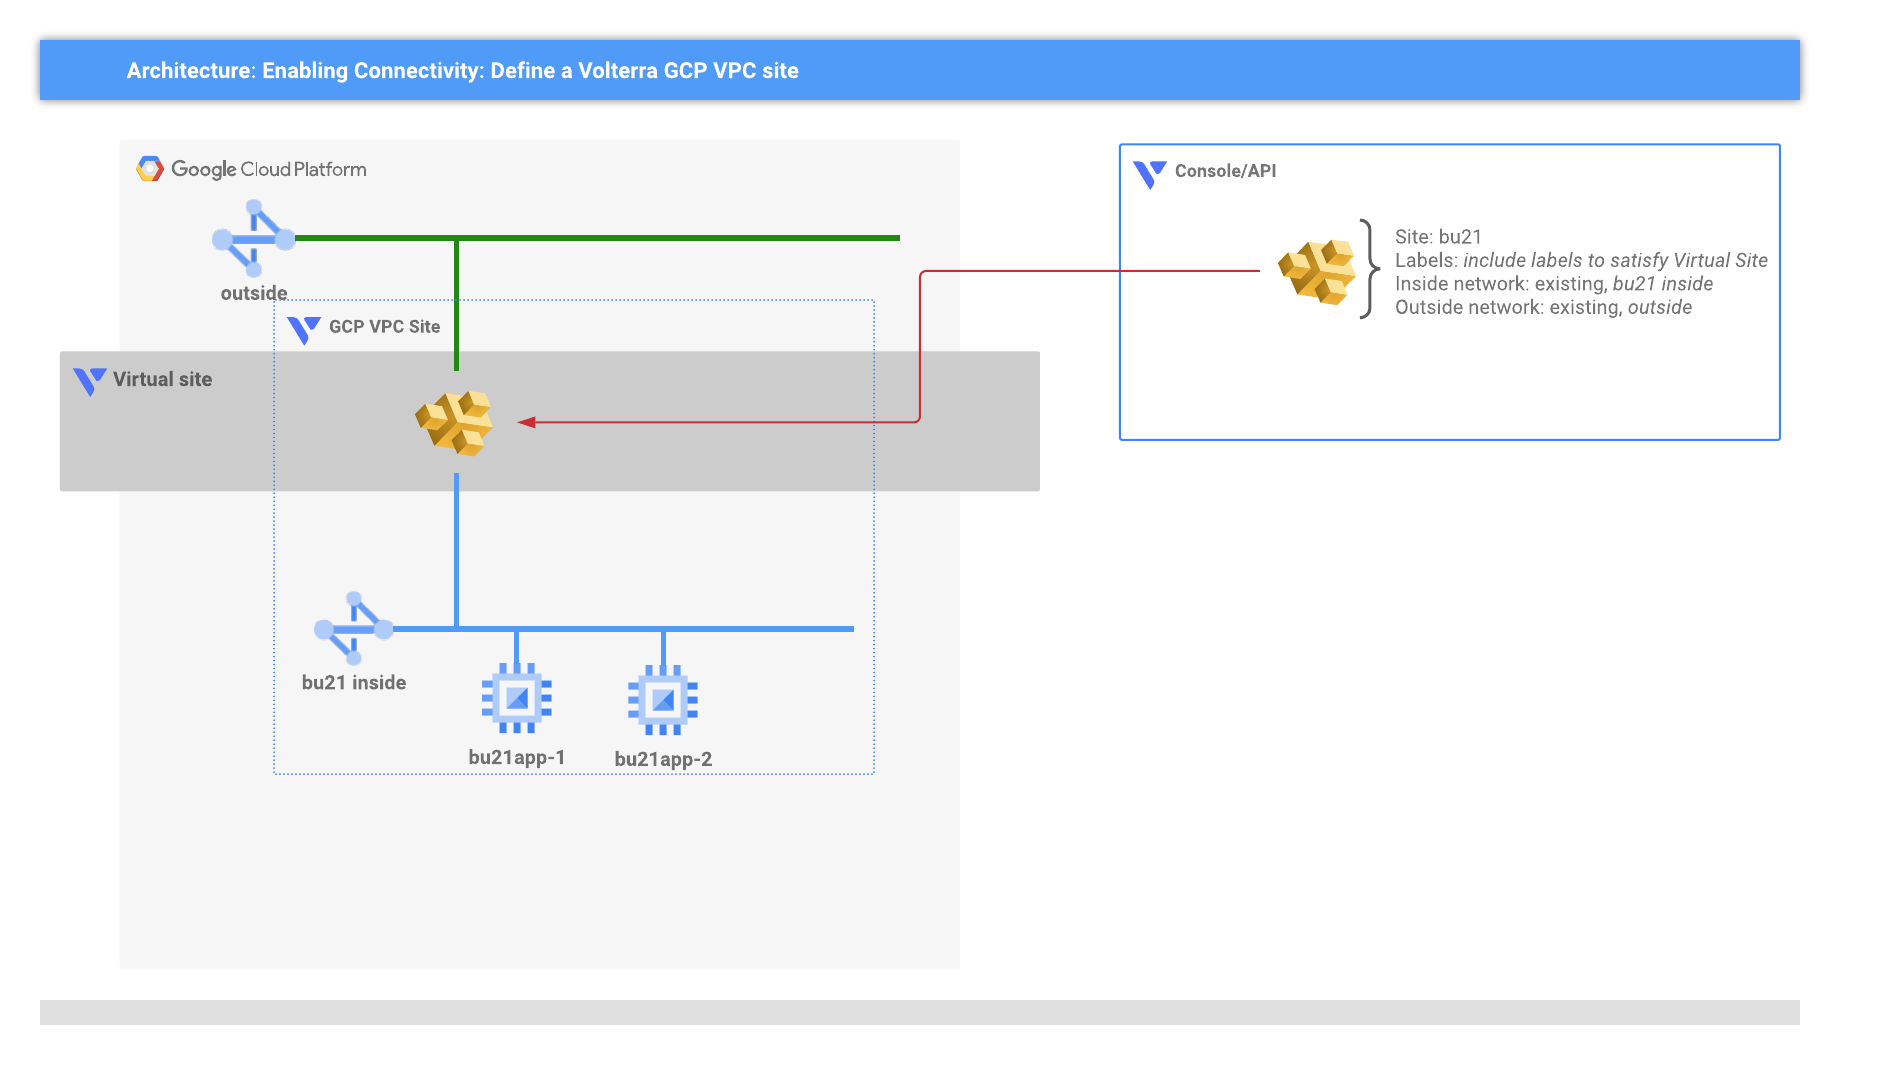 Architecture: Enabling Connectivity: Define a Volterra GCP VPC site
Google Cloud Platform
outside
GCP VPC Site
Virtual site
bu21 inside
bu21app-1
bu21app-2
Console/API
Site: bu21
Labels: include labels to satisfy Virtual Site
Inside network: existing, bu21 inside
Outside network: existing, outside